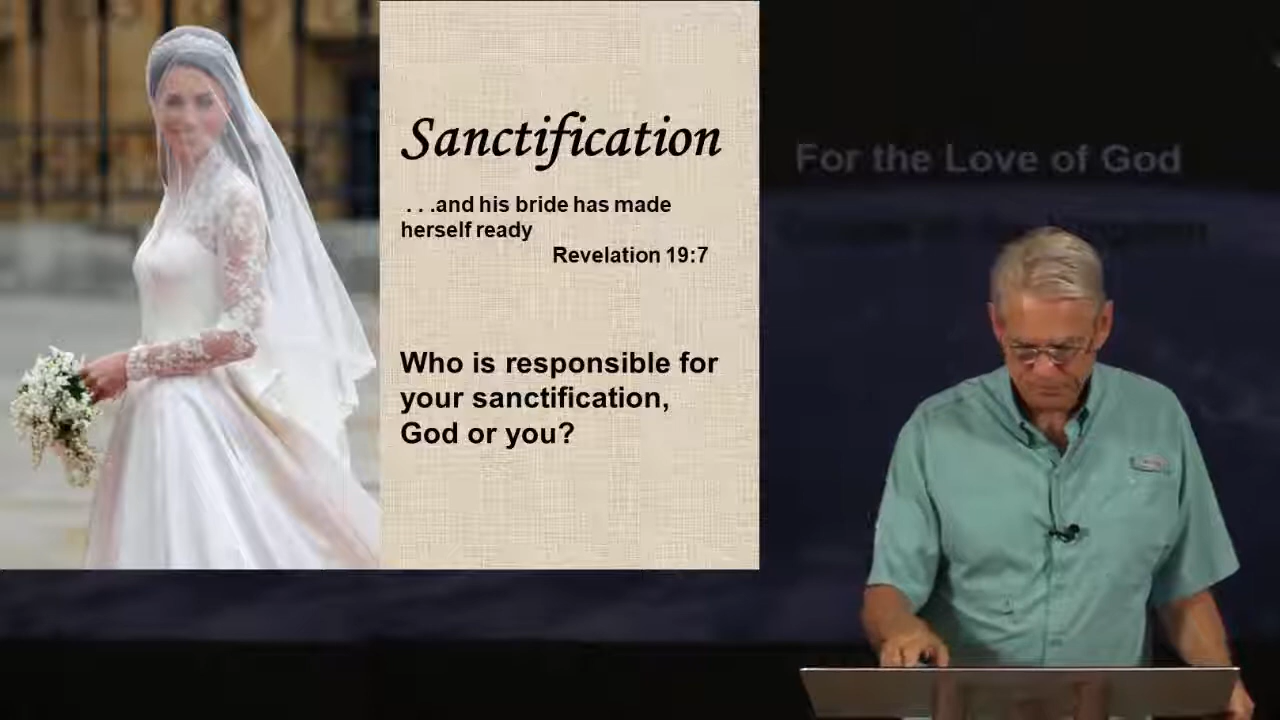 Sanctification
. . .and his bride has made
herself ready
Revelation 19:7
Who is responsible for
your sanctification,
God or you?
For the Love of God